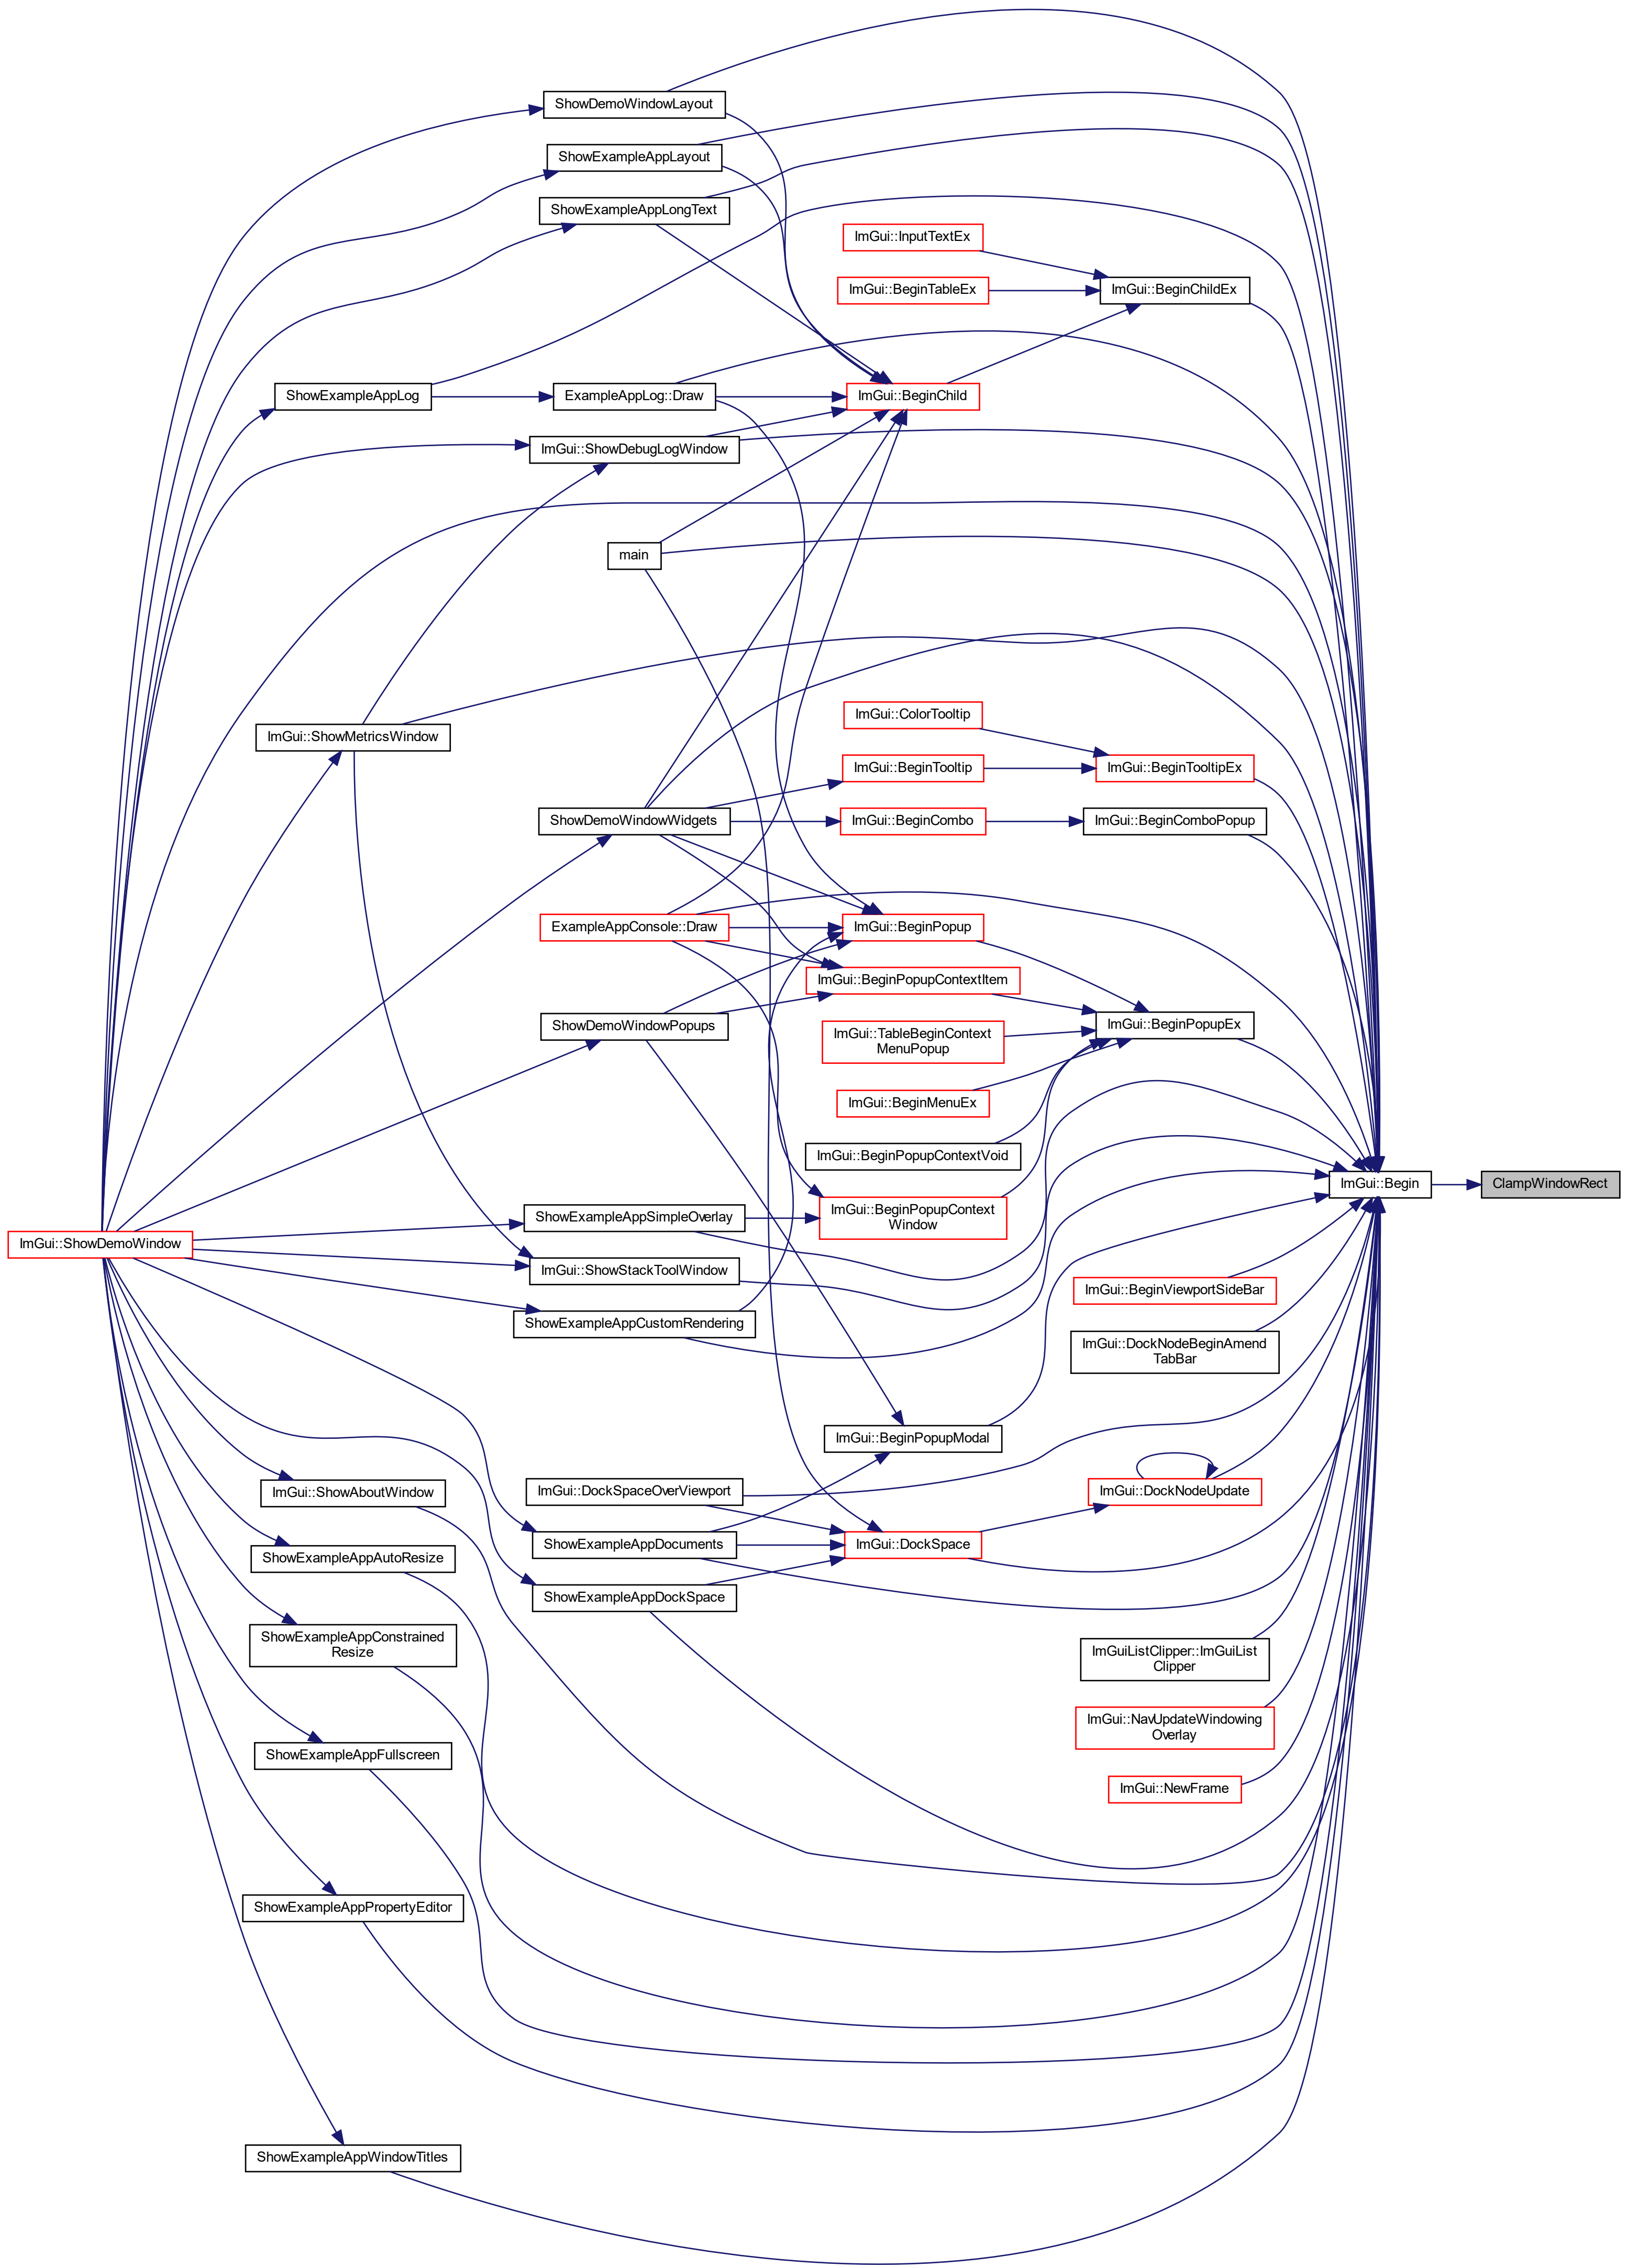 ShowDemoWindowLayout
ShowExampleAppLayout
ShowExampleAppLongText
ImGui::InputTextEx
ImGui::BeginTableEx
ImGui::BeginChildEx
ShowExampleAppLog
ExampleAppLog::Draw
ImGui::BeginChild
ImGui::ShowDebugLogWindow
main
ImGui::ColorTooltip
ImGui::ShowMetricsWindow
ImGui::BeginTooltip
ImGui::BeginTooltipEx
ShowDemoWindowWidgets
ImGui::BeginCombo
ImGui::BeginComboPopup
ExampleAppConsole::Draw
ImGui::BeginPopup
ImGui::BeginPopupContextItem
ShowDemoWindowPopups
ImGui::TableBeginContext
MenuPopup
ImGui::BeginPopupEx
ImGui::BeginMenuEx
ImGui::BeginPopupContextVoid
ImGui::Begin
ClampWindowRect
ImGui::ShowDemoWindow
ShowExampleAppSimpleOverlay
ImGui::BeginPopupContext
Window
ImGui::ShowStackToolWindow
ImGui::BeginViewportSideBar
ShowExampleAppCustomRendering
ImGui::DockNodeBeginAmend
TabBar
ImGui::BeginPopupModal
ImGui::ShowAboutWindow
ImGui::DockSpaceOverViewport
ImGui::DockNodeUpdate
ShowExampleAppAutoResize
ShowExampleAppDocuments
ImGui::DockSpace
ShowExampleAppDockSpace
ShowExampleAppConstrained
Resize
ImGuiListClipper::ImGuiList
Clipper
ImGui::NavUpdateWindowing
Overlay
ShowExampleAppFullscreen
ImGui::NewFrame
ShowExampleAppPropertyEditor
ShowExampleAppWindowTitles